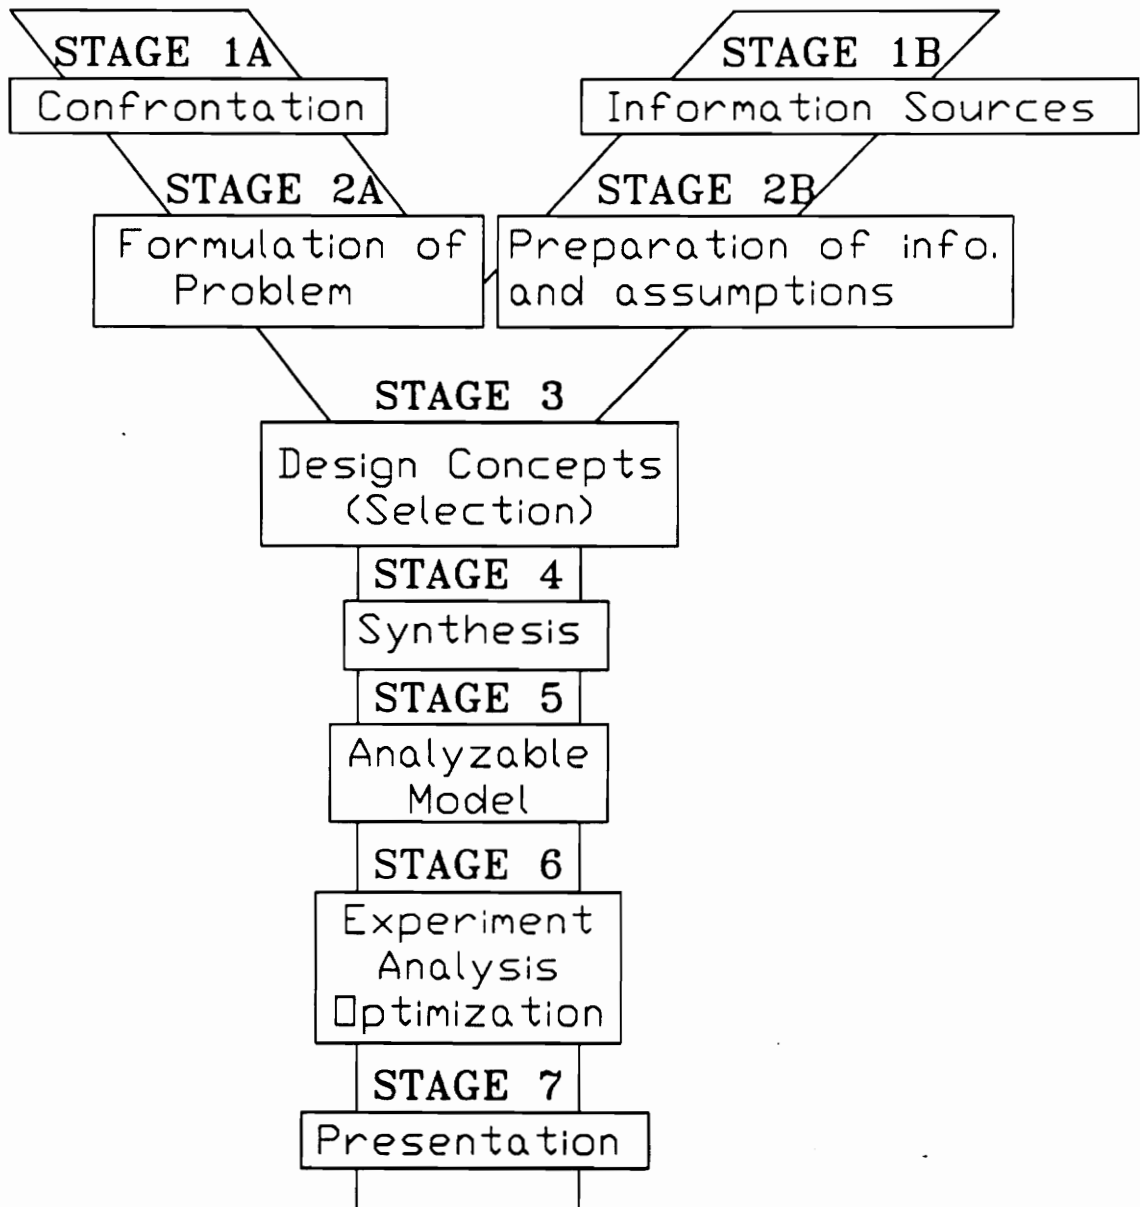 STAGE 1A
Confrontation
STAGE 1B
Information Sources
STAGE 2A
Formulation of
Problem
STAGE 2B
Preparation of info.
and assumptions
STAGE 3
Design Concepts
(Selection)
STAGE 4
Synthesis
STAGE 5
Analyzable
Model
STAGE 6
Experiment
Analysis
Optimization
STAGE 7
Presentation